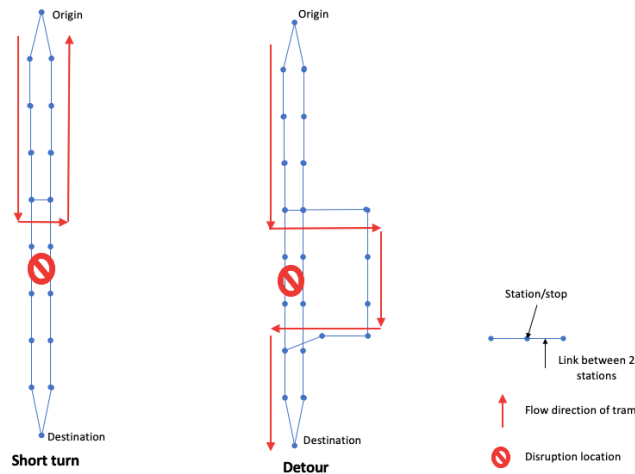 Origin
Origin
Station/stop
Link between 2
stations
Flow direction of tram
Disruption location
Destination
Destination
Short turn
Detour